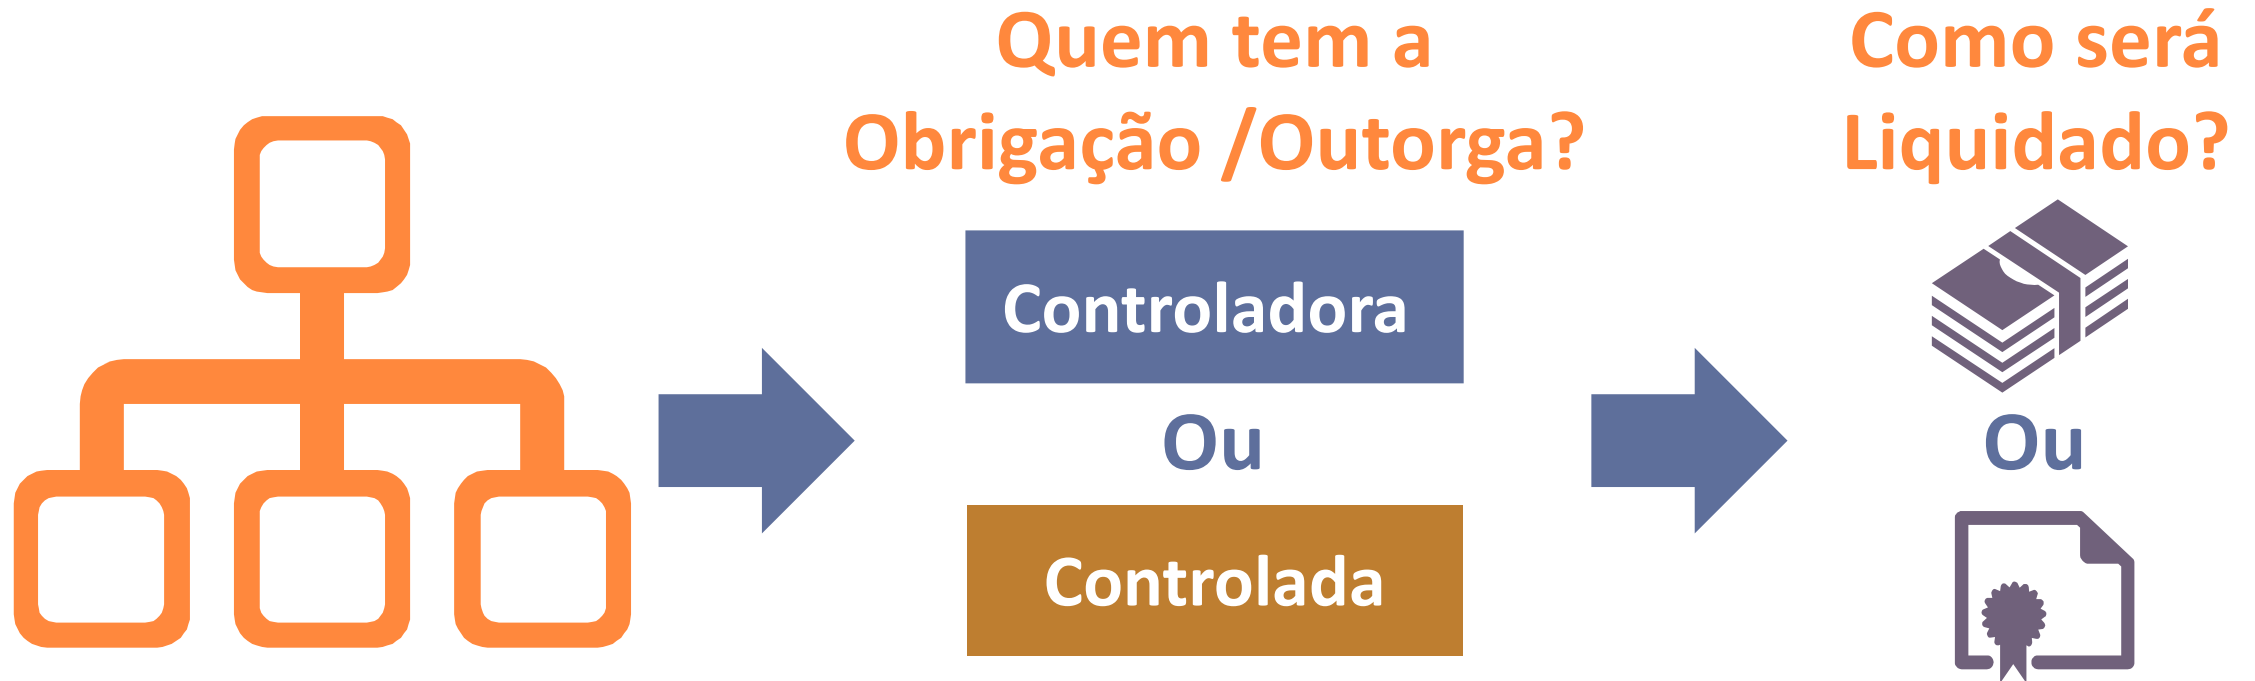 Quem tem a
Obrigação /Outorga?
Controladora
Ou
Controlada
Como será
Liquidado?
Ou